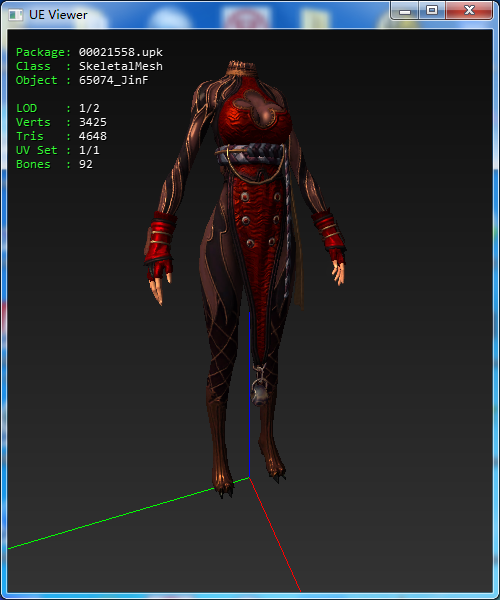 UE Viewer
Package: 00021558.upk
Class  : SkeletalMesh
Object : 65074_JinF
LOD    : 1/2
Verts  : 3425
Tris   : 4648
UV Set : 1/1
Bones  : 92